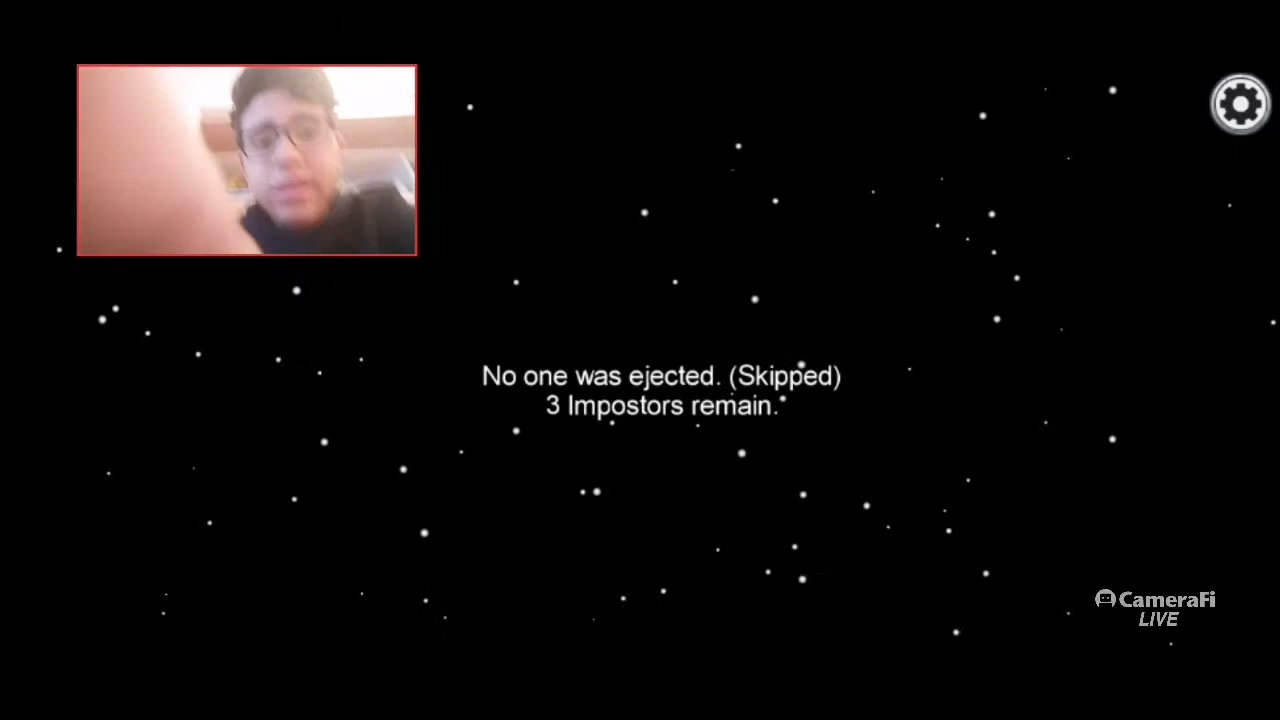 No one was ejected. (Skipped)
3 Impostors remain.
CameraFi
LIVE